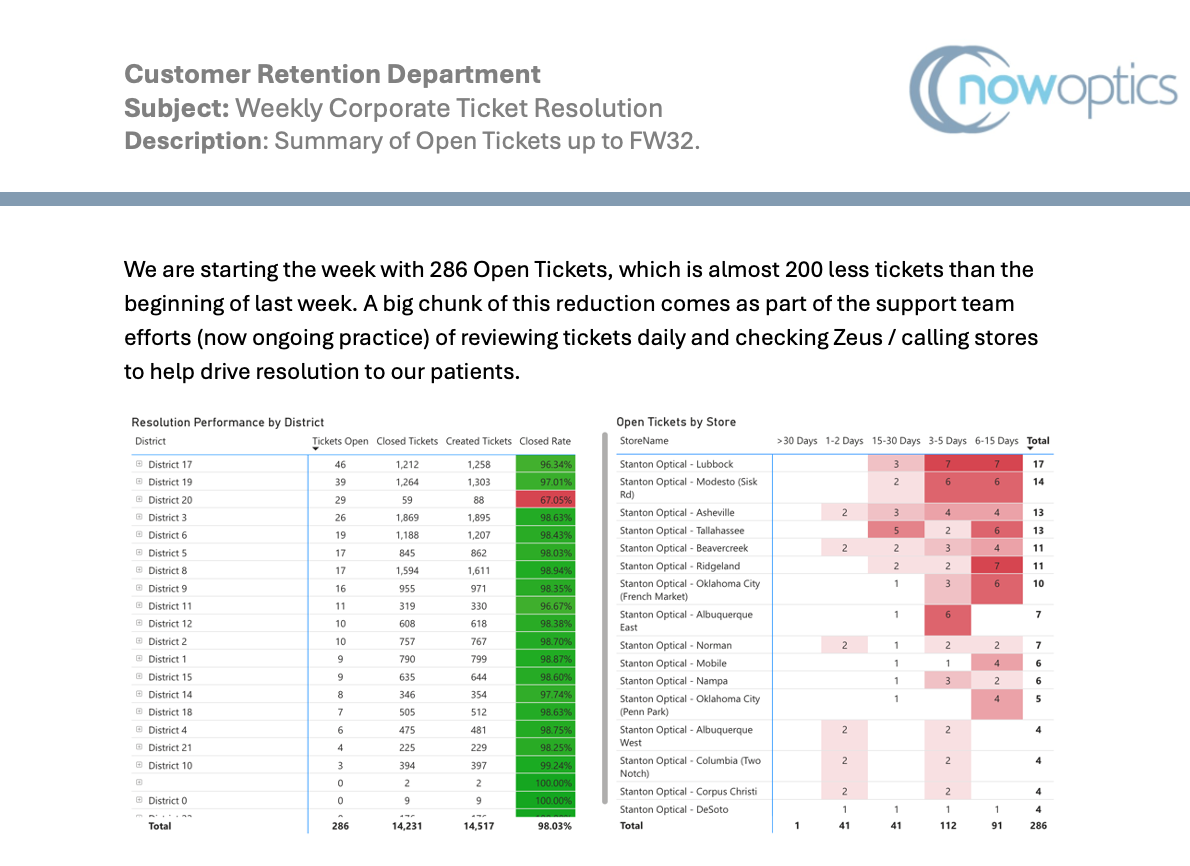 Customer Retention Department
Subject: Weekly Corporate Ticket Resolution
Description: Summary of Open Tickets up to FW32.
nowoptics
We are starting the week with 286 Open Tickets, which is almost 200 less tickets than the
beginning of last week. A big chunk of this reduction comes as part of the support team
efforts (now ongoing practice) of reviewing tickets daily and checking Zeus / calling stores
to help drive resolution to our patients.
Resolution Performance by District
District Tickets Open Closed Tickets Created Tickets Closed Rate
District 17 46 1,212 1,258 96.34%
District 19 39 1,264 1,303 97.01%
District 20 29 59 88 67.05%
District 3 26 1,869 1,895 98.63%
District 6 19 1,188 1,207 98.43%
District 5 17 845 862 98.03%
District 8 17 1,594 1,611 98.94%
District 9 16 955 971 98.35%
District 11 11 319 330 96.67%
District 12 10 608 618 98.38%
District 2 10 757 767 98.70%
District 1 9 790 799 98.87%
District 15 9 635 644 98.60%
District 14 8 346 354 97.74%
District 18 7 505 512 98.63%
District 4 6 475 481 98.75%
District 21 4 225 229 98.25%
District 10 3 394 397 99.24%
0 2 2 100.00%
District 0 0 9 9 100.00%
Total 286 14,231 14,517 98.03%
Open Tickets by Store
StoreName >30 Days 1-2 Days 15-30 Days 3-5 Days 6-15 Days Total
Stanton Optical - Lubbock 3 7 7 17
Stanton Optical - Modesto (Sisk 2 6 6 14
Rd)
Stanton Optical - Asheville 2 3 4 4 13
Stanton Optical - Tallahassee 5 2 6 13
Stanton Optical - Beavercreek 2 2 3 4 11
Stanton Optical - Ridgeland 2 2 7 11
Stanton Optical - Oklahoma City 1 3 6 10
(French Market)
Stanton Optical - Albuquerque 1 6 7
East
Stanton Optical - Norman 2 1 2 2 7
Stanton Optical - Mobile 1 1 4 6
Stanton Optical - Nampa 1 3 2 6
Stanton Optical - Oklahoma City 1 4 5
(Penn Park)
Stanton Optical - Albuquerque 2 2 4
West
Stanton Optical - Columbia (Two 2 2 4
Notch)
Stanton Optical - Corpus Christi 2 2 4
Stanton Optical - DeSoto 1 1 1 1 4
Total 1 41 41 112 91 286